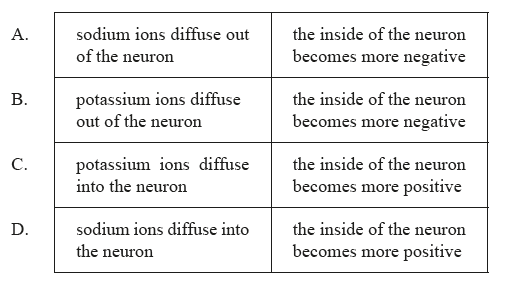 A. sodium ions diffuse out the inside of the neuron
of the neuron becomes more negative
B. potassium ions diffuse the inside of the neuron
out of the neuron becomes more negative
C. potassium ions diffuse the inside of the neuron
into the neuron becomes more positive
D. sodium ions diffuse into the inside of the neuron
the neuron becomes more positive